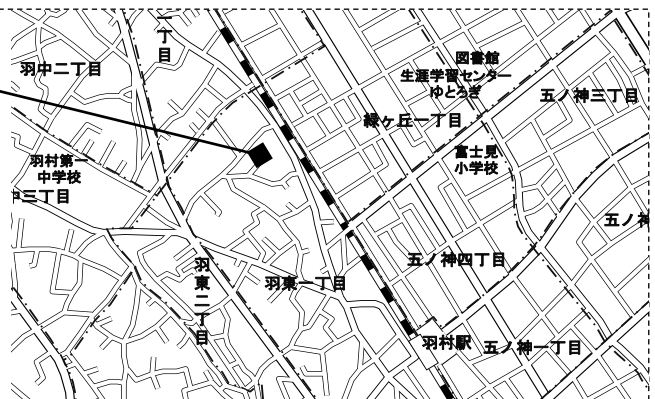 一丁目
羽中二丁目
図書館
生涯学習センター
ゆとろぎ
五ノ神三丁目
緑ヶ丘一丁目
羽村第一
中学校
富士見
小学校
三丁目
五ノ神
五ノ神四丁目
羽東二丁目
羽東一丁目
羽村駅
五ノ神一丁目